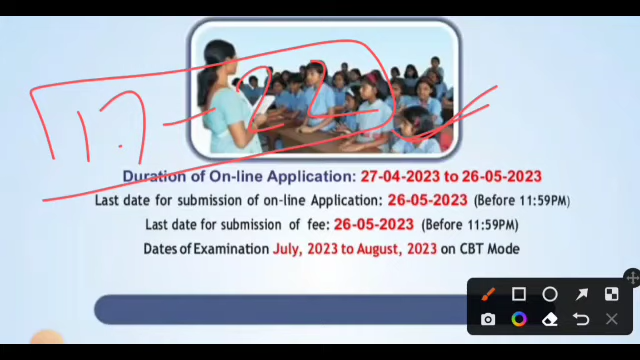 17-23
Duration of On-line Application: 27-04-2023 to 26-05-2023
Last date for submission of on-line Application: 26-05-2023 (Before 11:59PM)
Last date for submission of fee: 26-05-2023 (Before 11:59PM)
Dates of Examination July, 2023 to August, 2023 on CBT Mode